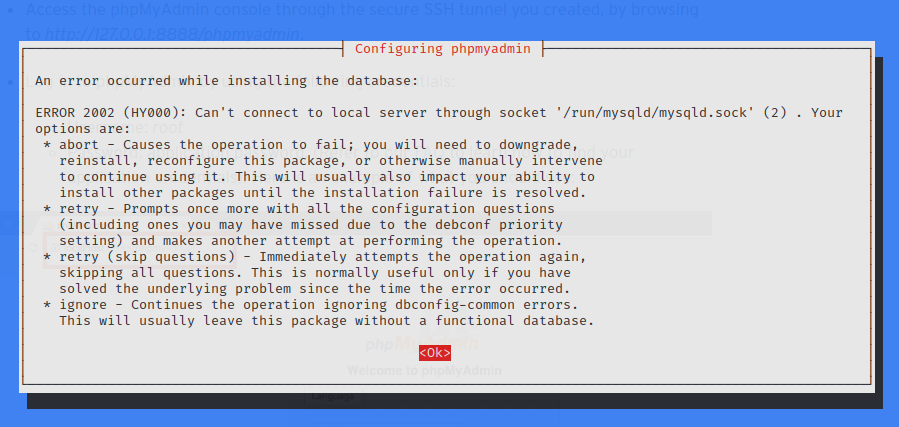 Access the phpMyAdmin console through the secure SSH tunnel you created, by browsing
to http://127.0.0.1:8888/phpmyadmin.
Configuring phpmyadmin
An error occurred while installing the database:
ERROR 2002 (HY000): Can't connect to local server through socket '/run/mysqld/mysqld.sock' (2) . Your
options are:
* abort - Causes the operation to fail; you will need to downgrade,
reinstall, reconfigure this package, or otherwise manually intervene
to continue using it. This will usually also impact your ability to
install other packages until the installation failure is resolved.
* retry - Prompts once more with all the configuration questions
(including ones you may have missed due to the debconf priority
setting) and makes another attempt at performing the operation.
* retry (skip questions) - Immediately attempts the operation again,
skipping all questions. This is normally useful only if you have
solved the underlying problem since the time the error occurred.
* ignore - Continues the operation ignoring dbconfig-common errors.
This will usually leave this package without a functional database.
phpMyAdmin
<Ok>
Welcome to phpMyAdmin
Language